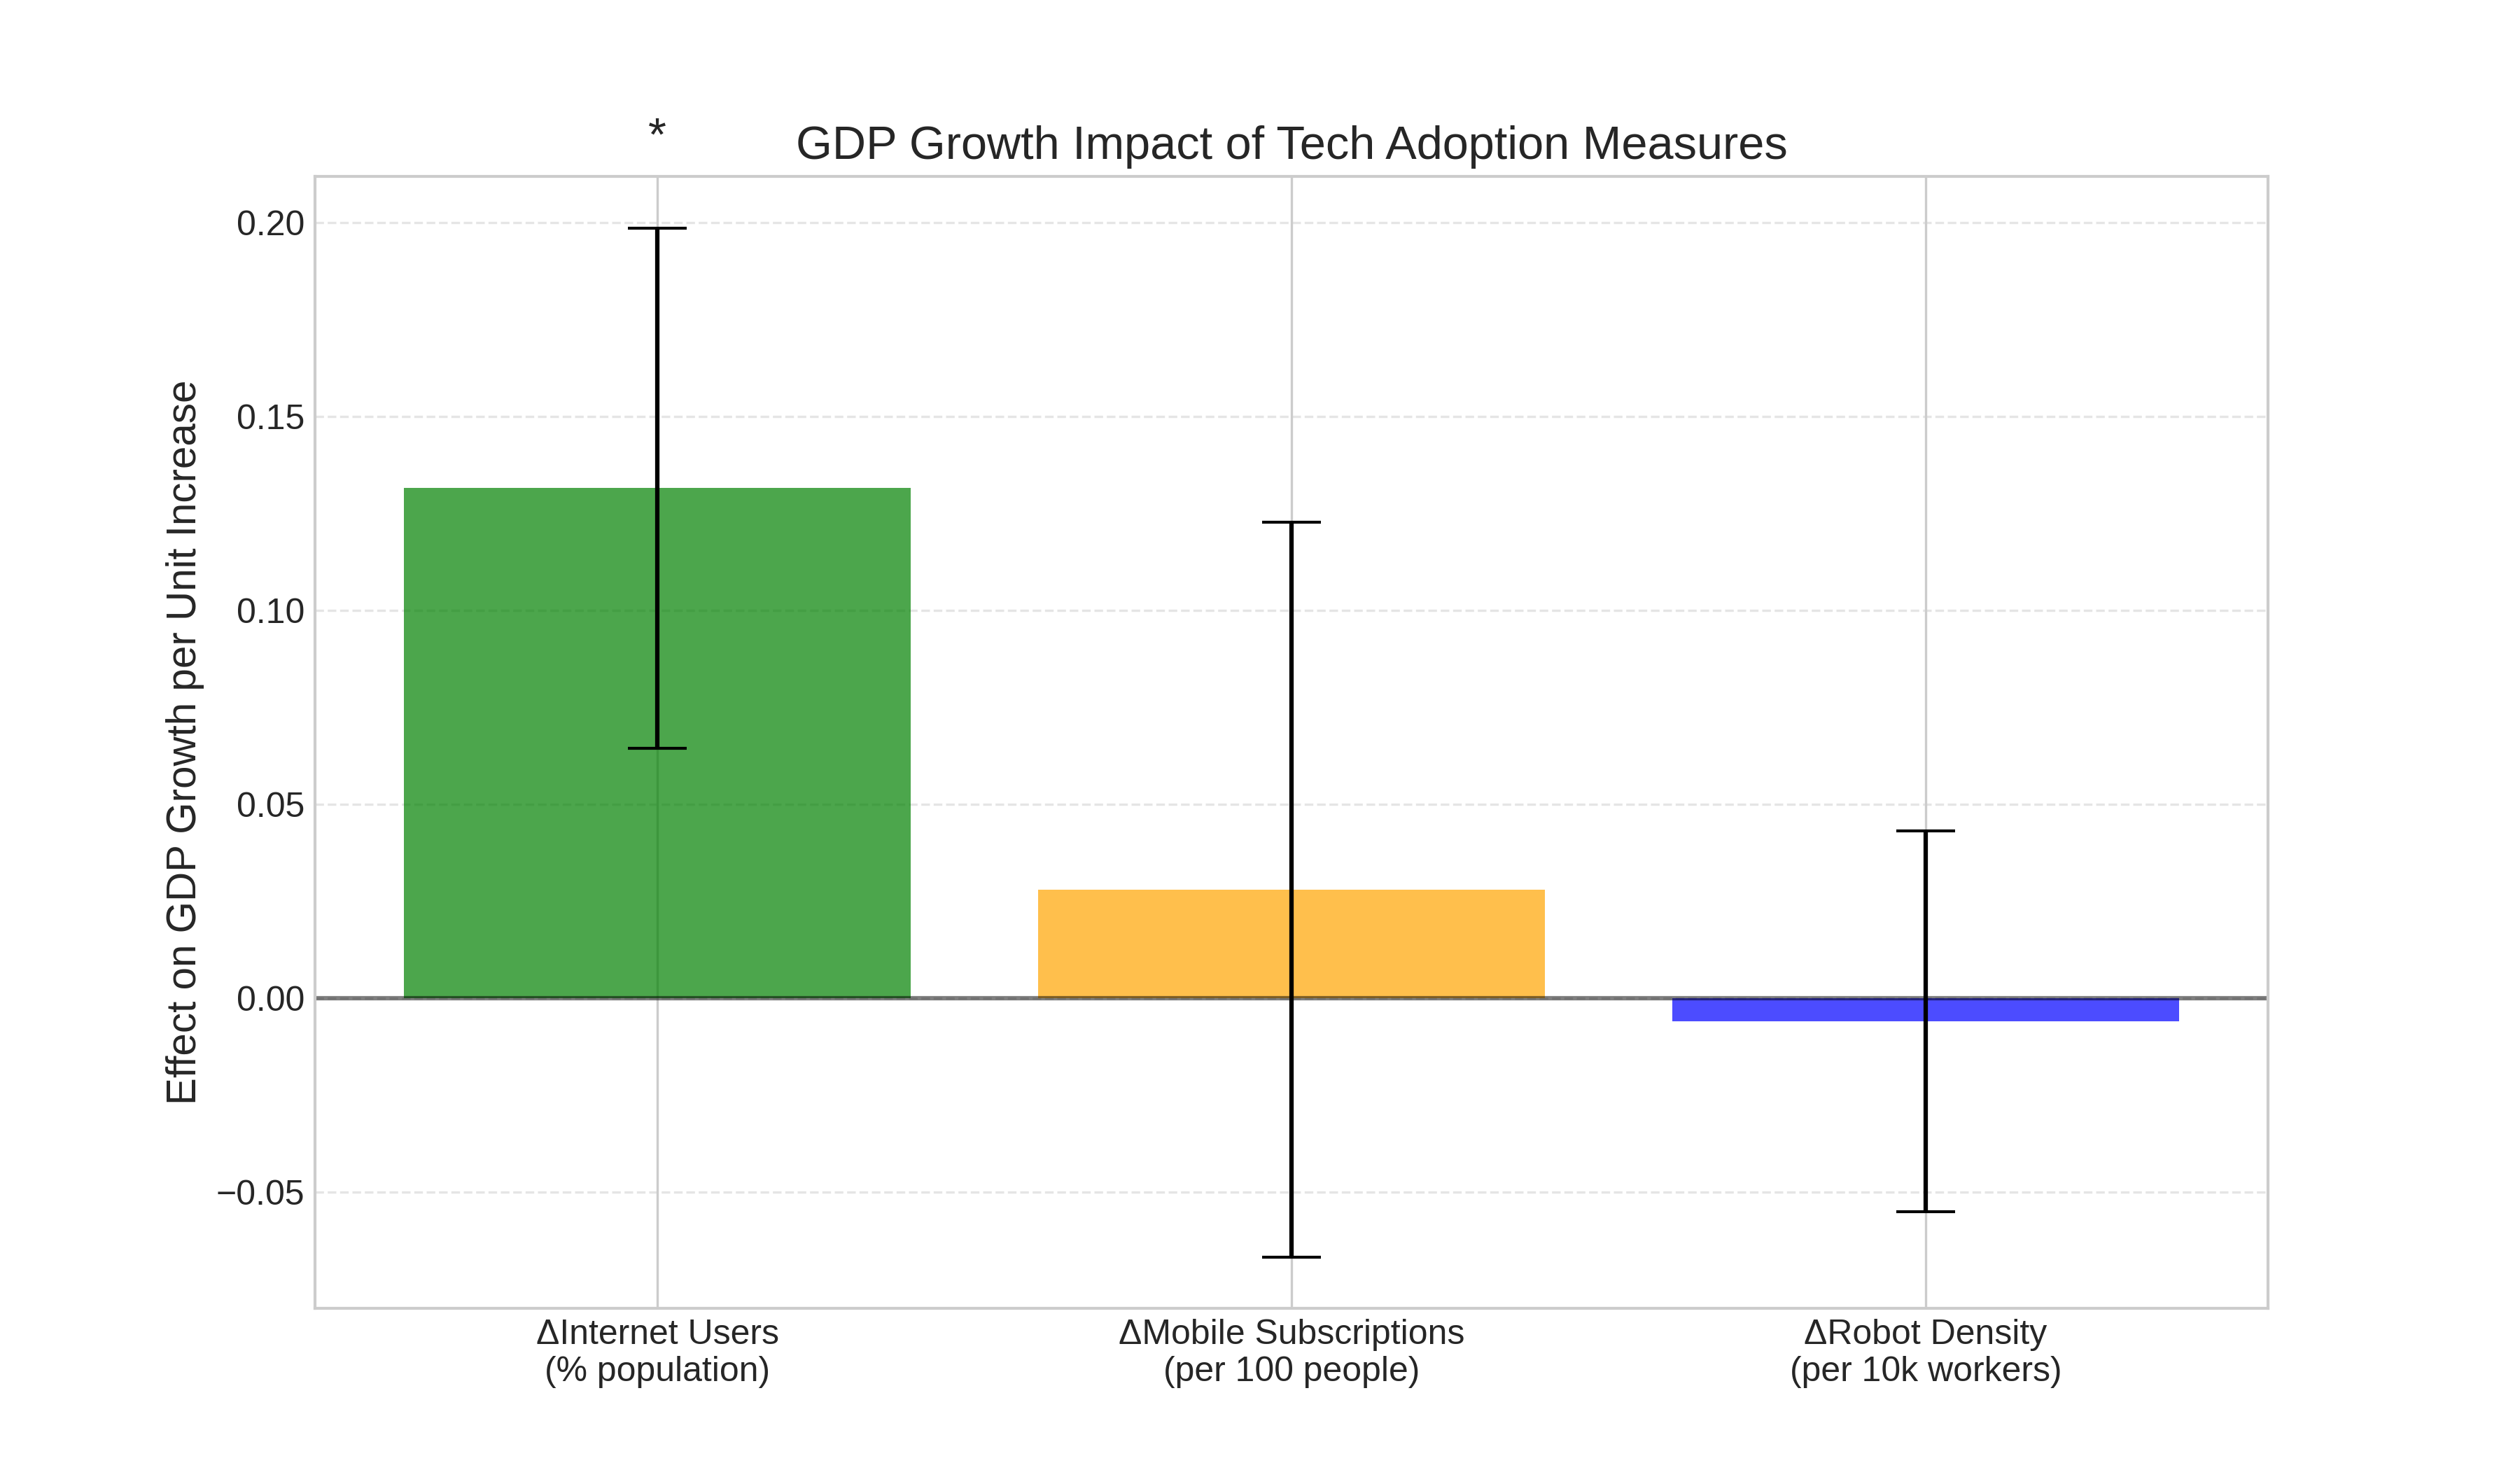 *
GDP Growth Impact of Tech Adoption Measures
Effect on GDP Growth per Unit Increase
0.20
0.15
0.10
0.05
0.00
−0.05
ΔInternet Users
(% population)
ΔMobile Subscriptions
(per 100 people)
ΔRobot Density
(per 10k workers)